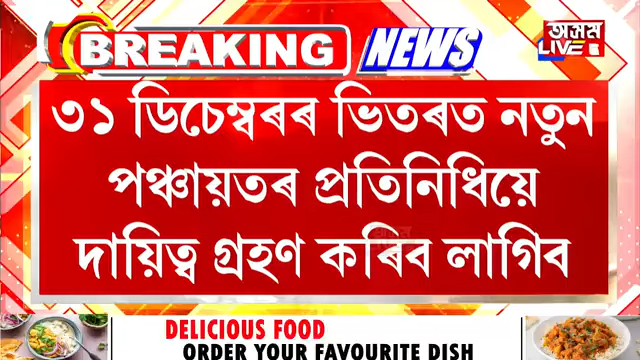 BREAKING NEWS
অসম
LIVE
৩১ ডিচেম্বৰৰ ভিতৰত নতুন
পঞ্চায়তৰ প্ৰতিনিধিয়ে
দায়িত্ব গ্ৰহণ কৰিব লাগিব
DELICIOUS FOOD
ORDER YOUR FAVOURITE DISH